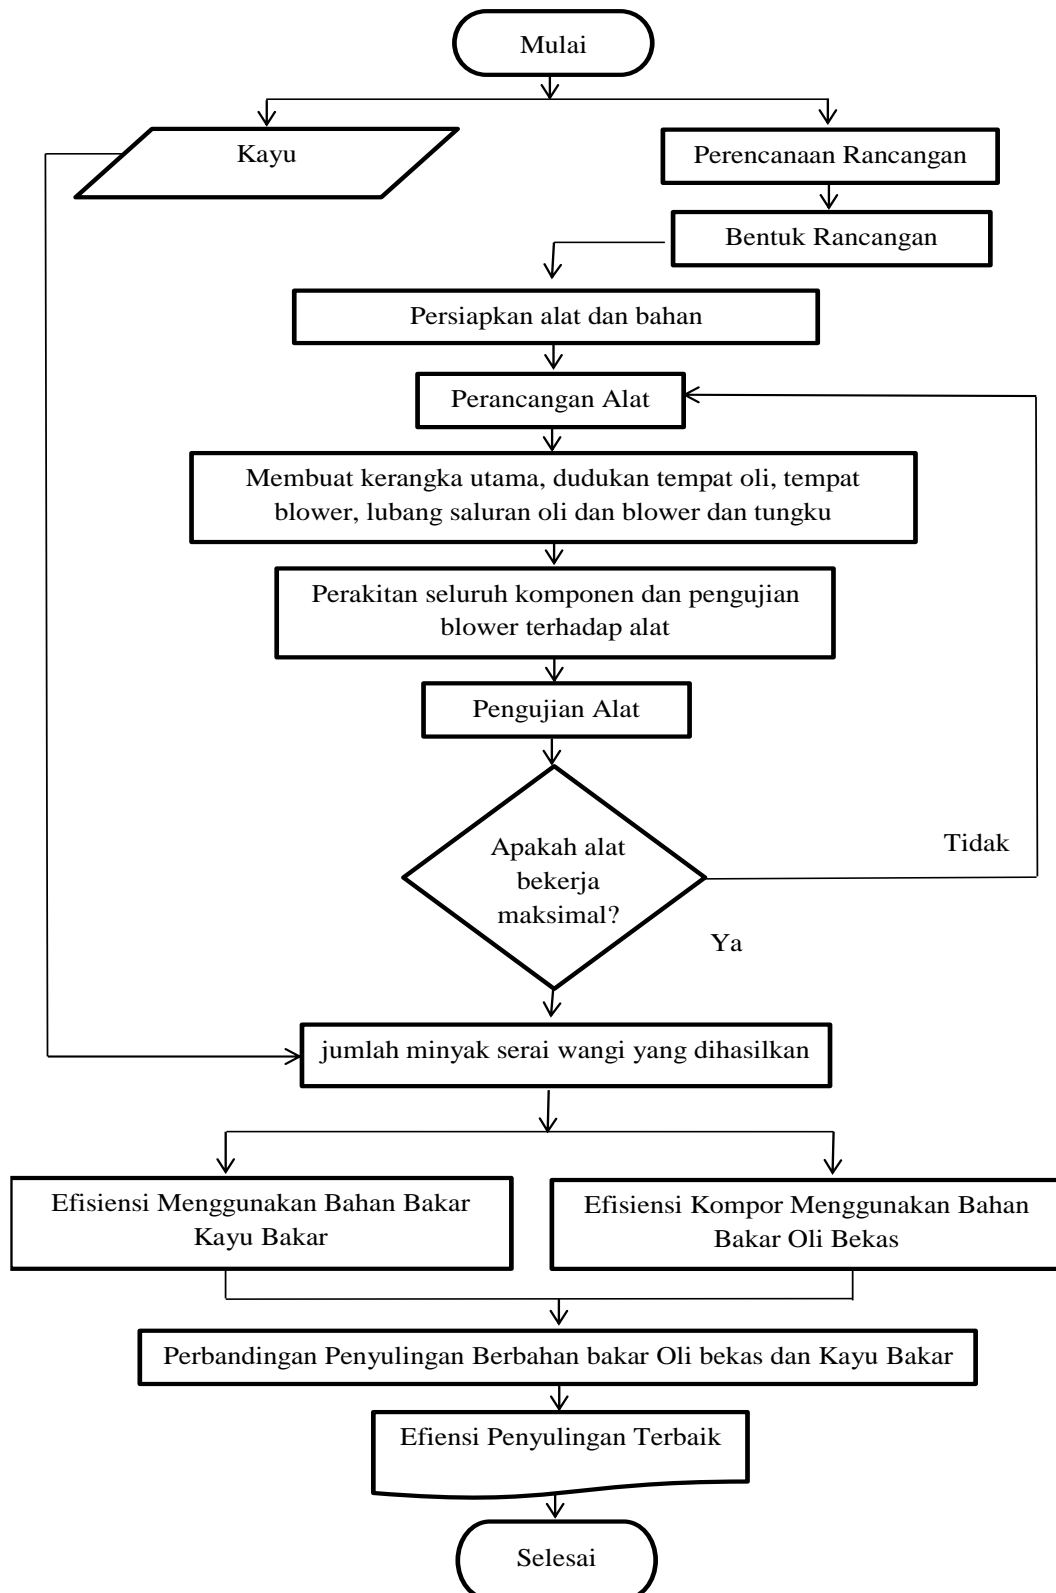 Mulai
Kayu
Perencanaan Rancangan
Bentuk Rancangan
Persiapkan alat dan bahan
Perancangan Alat
Membuat kerangka utama, dudukan tempat oli, tempat
blower, lubang saluran oli dan blower dan tungku
Perakitan seluruh komponen dan pengujian
blower terhadap alat
Pengujian Alat
Apakah alat
bekerja
maksimal?
Tidak
Ya
jumlah minyak serai wangi yang dihasilkan
Efisiensi Menggunakan Bahan Bakar
Kayu Bakar
Efisiensi Kompor Menggunakan Bahan
Bakar Oli Bekas
Perbandingan Penyulingan Berbahan bakar Oli bekas dan Kayu Bakar
Efiensi Penyulingan Terbaik
Selesai